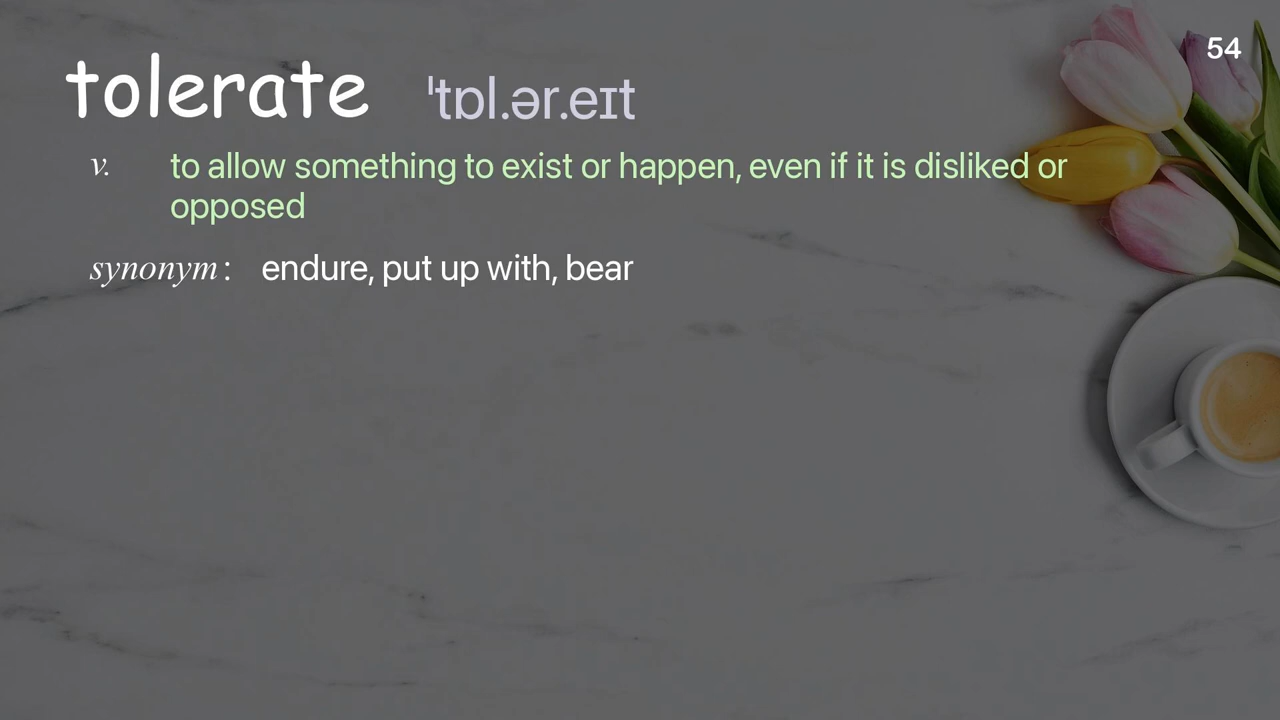 54
tolerate ˈtɒl.ər.eɪt
v. to allow something to exist or happen, even if it is disliked or
opposed
synonym : endure, put up with, bear